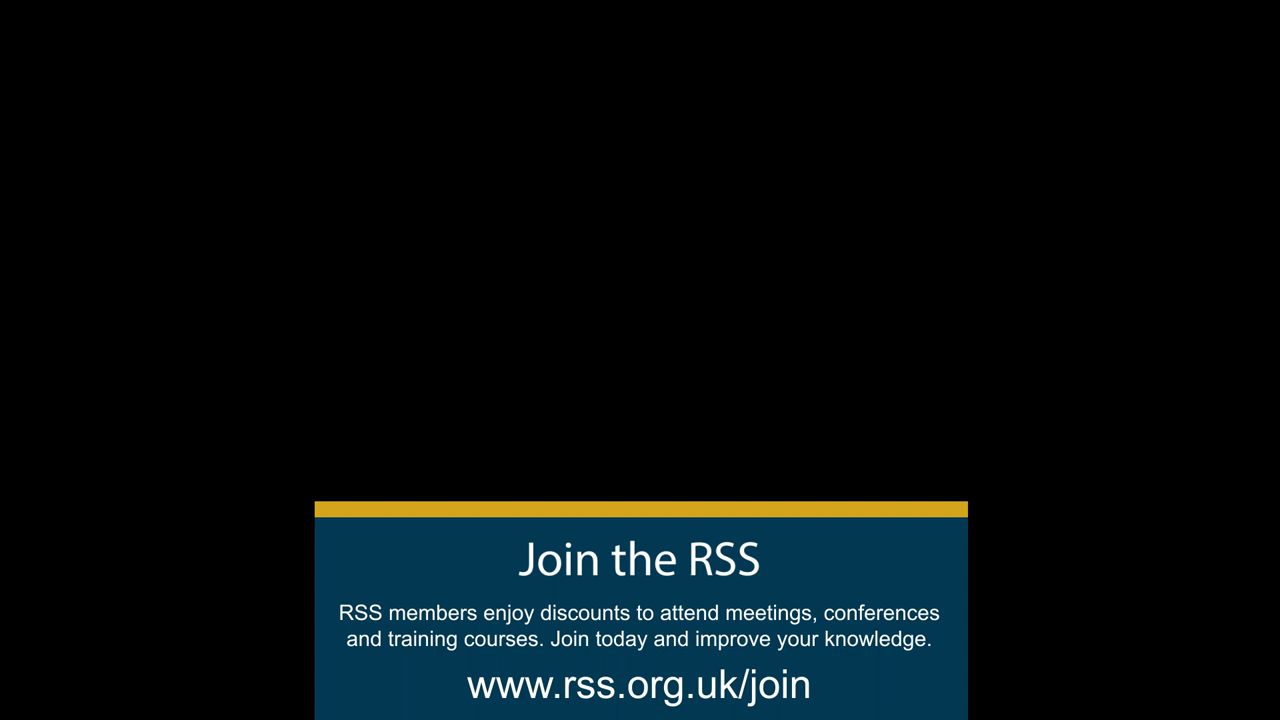 Join the RSS
RSS members enjoy discounts to attend meetings, conferences
and training courses. Join today and improve your knowledge.
www.rss.org.uk/join